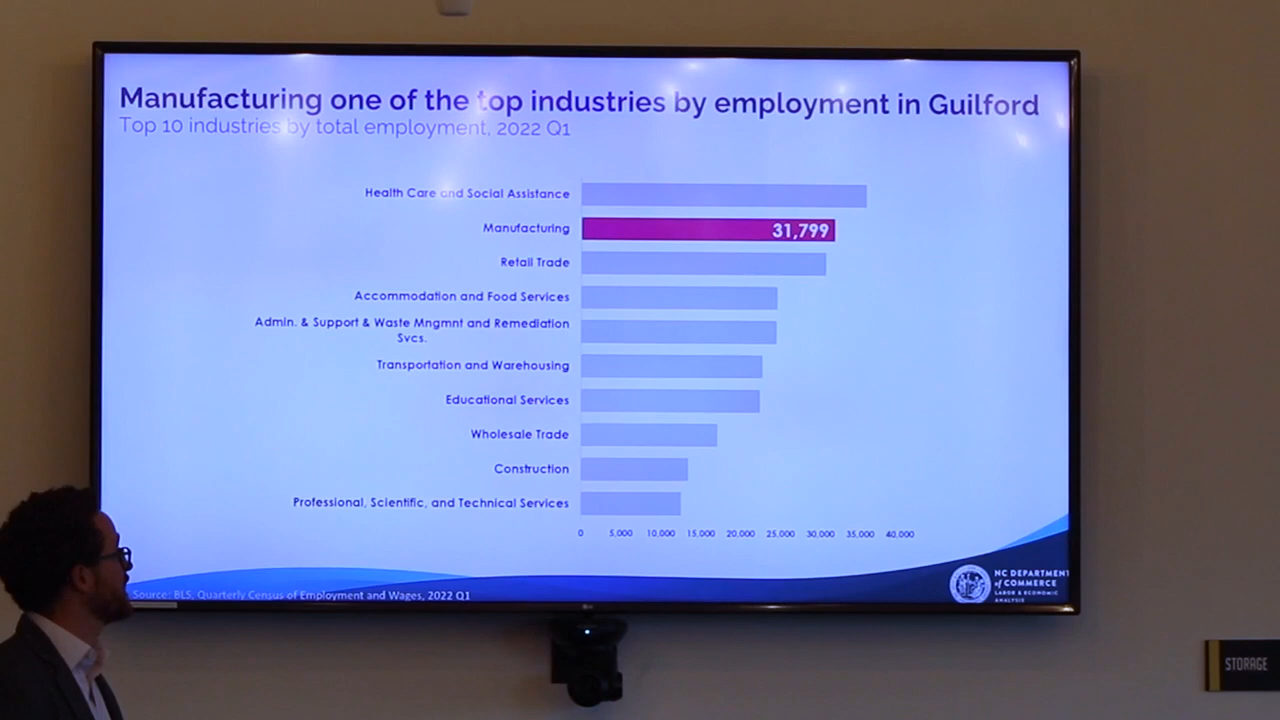 Manufacturing one of the top industries by employment in Guilford
Top 10 industries by total employment, 2022 Q1
Health Care and Social Assistance
Manufacturing
31,799
Retail Trade
Accommodation and Food Services
Admin. & Support & Waste Mngmnt and Remediation
Svcs.
Transportation and Warehousing
Educational Services
Wholesale Trade
Construction
Professional, Scientific, and Technical Services
0 5,000 10,000 15,000 20,000 25,000 30,000 35,000 40,000
Source: BLS, Quarterly Census of Employment and Wages, 2022 Q1
NC DEPARTMENT
of COMMERCE
LABOR & ECONOMIC
ANALYSIS
LG
STORAGE